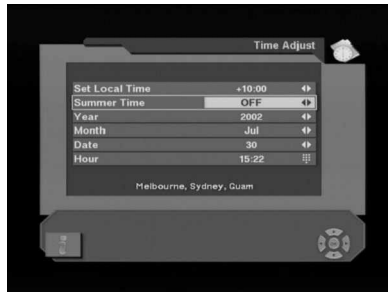 Time Adjust
Set Local Time +10:00
Summer Time OFF
Year 2002
Month Jul
Date 30
Hour 15:22
Melbourne, Sydney, Guam